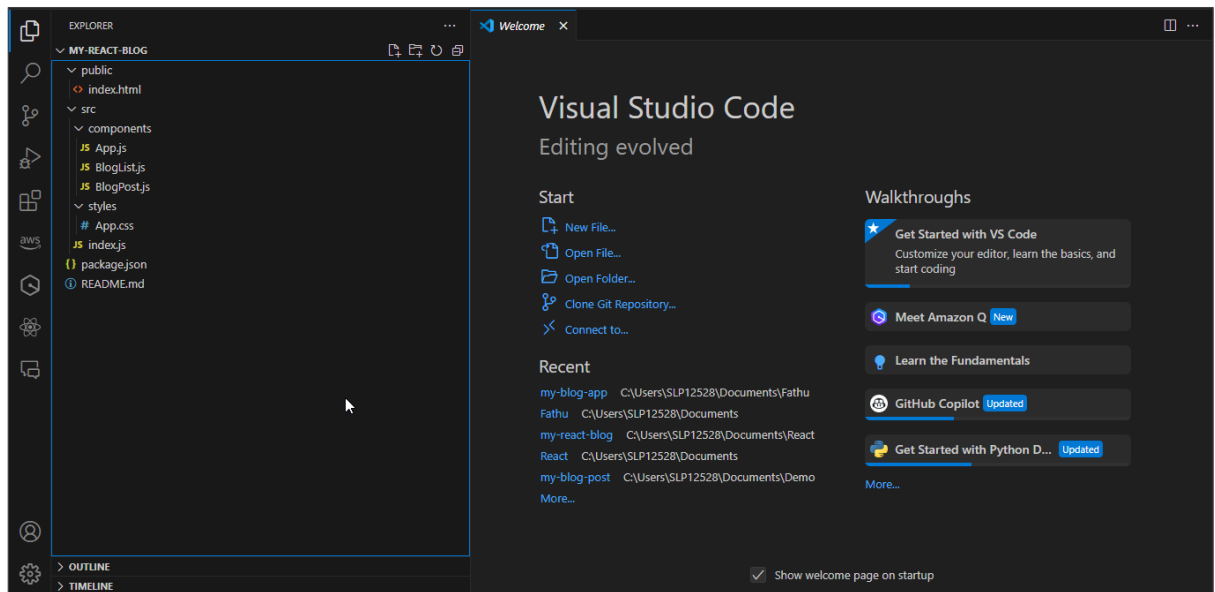 EXPLORER
MY-REACT-BLOG
public
<> index.html
src
components
JS App.js
JS BlogList.js
JS BlogPost.js
styles
# App.css
JS index.js
{} package.json
README.md
OUTLINE
TIMELINE
aws
Welcome
Visual Studio Code
Editing evolved
Start
New File...
Open File...
Open Folder...
Clone Git Repository...
Connect to...
Recent
my-blog-app C:\Users\SLP12528\Documents\Fathu
Fathu C:\Users\SLP12528\Documents
my-react-blog C:\Users\SLP12528\Documents\React
React C:\Users\SLP12528\Documents
my-blog-post C:\Users\SLP12528\Documents\Demo
More...
Walkthroughs
Get Started with VS Code
Customize your editor, learn the basics, and
start coding
Meet Amazon Q New
Learn the Fundamentals
GitHub Copilot Updated
Get Started with Python D... Updated
More...
Show welcome page on startup